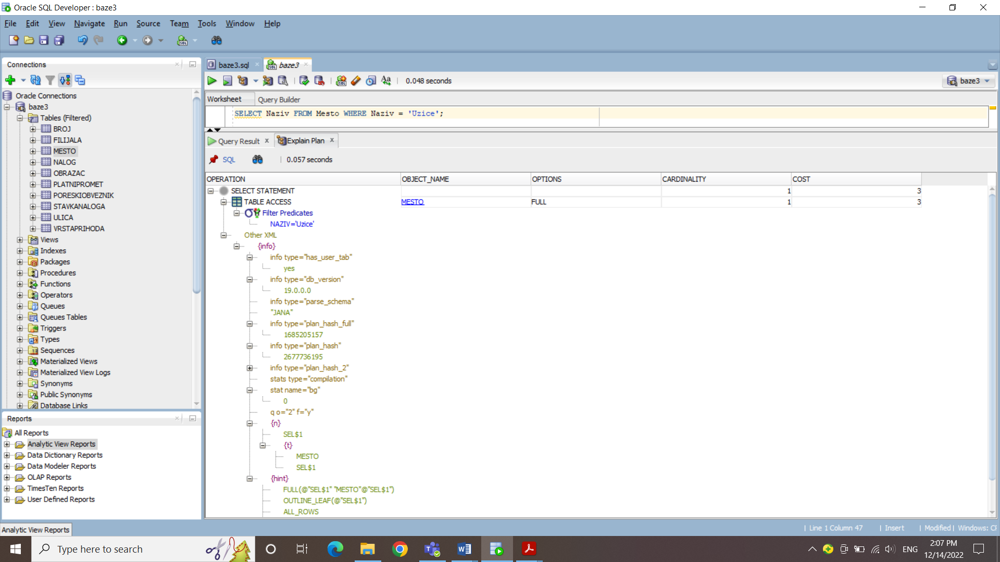 Oracle SQL Developer : baze3
File Edit View Navigate Run Source Team Tools Window Help
Connections
Oracle Connections
baze3
Tables (Filtered)
BROJ
FILIJALA
MESTO
NALOG
OBRAZAC
PLATNIPROMET
PORESKIOBVEZNIK
STAVKANALOGA
ULICA
VRSTAPRIHODA
Views
Indexes
Packages
Procedures
Functions
Operators
Queues
Queues Tables
Triggers
Types
Sequences
Materialized Views
Materialized View Logs
Synonyms
Public Synonyms
Database Links
Reports
All Reports
Analytic View Reports
Data Dictionary Reports
Data Modeler Reports
OLAP Reports
TimesTen Reports
User Defined Reports
Analytic View Reports
baze3.sql baze3
0.048 seconds
baze3
Worksheet Query Builder
SELECT Naziv FROM Mesto WHERE Naziv = 'Uzice';
Query Result x Explain Plan x
SQL 0.057 seconds
OPERATION OBJECT_NAME OPTIONS CARDINALITY COST
SELECT STATEMENT 1 3
TABLE ACCESS MESTO FULL 1 3
Filter Predicates
NAZIV='Uzice'
Other XML
{info}
info type="has_user_tab"
yes
info type="db_version"
19.0.0.0
info type="parse_schema"
"JANA"
info type="plan_hash_full"
1685205157
info type="plan_hash"
2677736195
info type="plan_hash_2"
stats type="compilation"
stat name="bg"
0
q o="2" f="y"
{n}
SEL$1
{t}
MESTO
SEL$1
{hint}
FULL(@"SEL$1" "MESTO"@"SEL$1")
OUTLINE_LEAF(@"SEL$1")
ALL_ROWS
| Line 1 Column 47 | Insert | Modified | Windows: CF
Type here to search
ENG
2:07 PM
12/14/2022